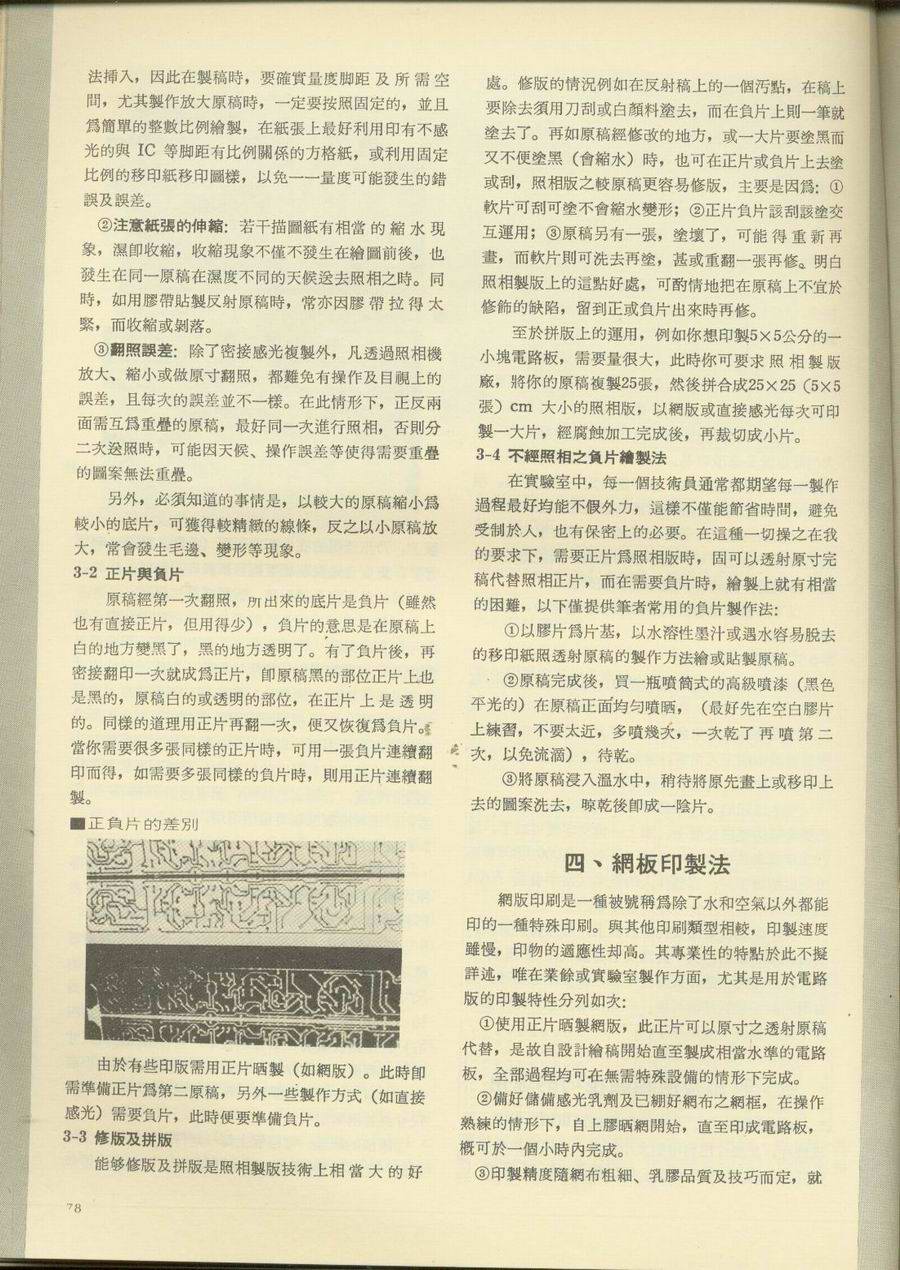 法挿入，因此在製稿時，要確實量度脚距及所需空
間，尤其製作放大原稿時，一定要按照固定的，並且
爲簡單的整數比例繪製，在紙張上最好利用印有不感
光的與 IC 等脚距有比例關係的方格紙，或利用固定
比例的移印紙移印圖樣，以免一一量度可能發生的錯
誤及誤差。
②注意紙張的伸縮：若干描圖紙有相當的縮水現
象，濕卽收縮，收縮現象不僅不發生在繪圖前後，也
發生在同一原稿在濕度不同的天候送去照相之時。同
時，如用膠帶貼製反射原稿時，常亦因膠帶拉得太
緊，而收縮或剝落。
③翻照誤差：除了密接感光複製外，凡透過照相機
放大、縮小或做原寸翻照，都難免有操作及目視上的
誤差，且每次的誤差並不一樣。在此情形下，正反兩
面需互爲重疊的原稿，最好同一次進行照相，否則分
二次送照時，可能因天候、操作誤差等使得需要重疊
的圖案無法重疊。
另外，必須知道的事情是，以較大的原稿縮小爲
較小的底片，可獲得較精緻的線條，反之以小原稿放
大，常會發生毛邊、變形等現象。
3-2 正片與負片
原稿經第一次翻照，所出來的底片是負片（雖然
也有直接正片，但用得少），負片的意思是在原稿上
白的地方變黑了，黑的地方透明了。有了負片後，再
密接翻印一次就成爲正片，卽原稿黑的部位正片上也
是黑的，原稿白的或透明的部位，在正片上是透明
的。同樣的道理用正片再翻一次，便又恢復爲負片。
當你需要很多張同樣的正片時，可用一張負片連續翻
印而得，如需要多張同樣的負片時，則用正片連續翻
製。
■正負片的差別
由於有些印版需用正片晒製（如網版）。此時卽
需準備正片爲第二原稿，另外一些製作方式（如直接
感光）需要負片，此時便要準備負片。
3-3 修版及拼版
能够修版及拼版是照相製版技術上相當大的好
78
處。修版的情況例如在反射稿上的一個汚點，在稿上
要除去須用刀刮或白顏料塗去，而在負片上則一筆就
塗去了。再如原稿經修改的地方，或一大片要塗黑而
又不便塗黑（會縮水）時，也可在正片或負片上去塗
或刮，照相版之較原稿更容易修版，主要是因爲：①
軟片可刮可塗不會縮水變形；②正片負片該刮該塗交
互運用；③原稿另有一張，塗壞了，可能得重新再
畫，而軟片則可洗去再塗，甚或重翻一張再修。明白
照相製版上的這點好處，可酌情地把在原稿上不宜於
修飾的缺陷，留到正或負片出來時再修。
至於拼版上的運用，例如你想印製5×5公分的一
小塊電路板，需要量很大，此時你可要求照相製版
廠，將你的原稿複製25張，然後拼合成25×25（5×5
張）cm 大小的照相版，以網版或直接感光每次可印
製一大片，經腐蝕加工完成後，再裁切成小片。
3-4 不經照相之負片繪製法
在實驗室中，每一個技術員通常都期望每一製作
過程最好均能不假外力，這樣不僅能節省時間，避免
受制於人，也有保密上的必要。在這種一切操之在我
的要求下，需要正片爲照相版時，固可以透射原寸完
稿代替照相正片，而在需要負片時，繪製上就有相當
的困難，以下僅提供筆者常用的負片製作法：
①以膠片爲片基，以水溶性墨汁或遇水容易脫去
的移印紙照透射原稿的製作方法繪或貼製原稿。
②原稿完成後，買一瓶噴筒式的高級噴漆（黑色
平光的）在原稿正面均匀噴晒，（最好先在空白膠片
上練習，不要太近，多噴幾次，一次乾了再噴第二
次，以免流滴），待乾。
③將原稿浸入溫水中，稍待將原先畫上或移印上
去的圖案洗去，晾乾後卽成一陰片。
四、網板印製法
網版印刷是一種被號稱爲除了水和空氣以外都能
印的一種特殊印刷。與其他印刷類型相較，印製速度
雖慢，印物的適應性却高。其專業性的特點於此不擬
詳述，唯在業餘或實驗室製作方面，尤其是用於電路
版的印製特性分列如次：
①使用正片晒製網版，此正片可以原寸之透射原稿
代替，是故自設計繪稿開始直至製成相當水準的電路
板，全部過程均可在無需特殊設備的情形下完成。
②備好儲備感光乳劑及已綳好網布之網框，在操作
熟練的情形下，自上膠晒網開始，直至印成電路板，
概可於一個小時內完成。
③印製精度隨網布粗細、乳膠品質及技巧而定，就